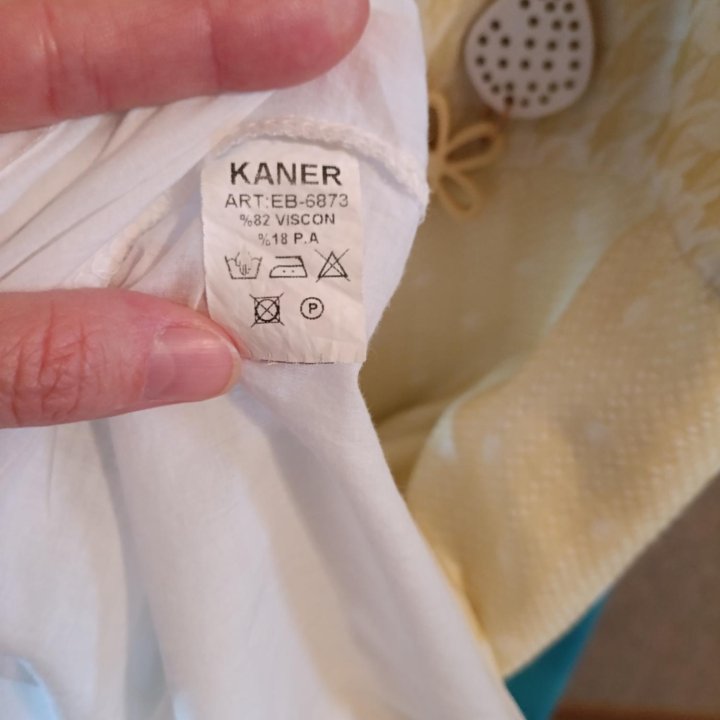 KANER
ART:EB-6873
%82 VISCON
%18 P.A
P